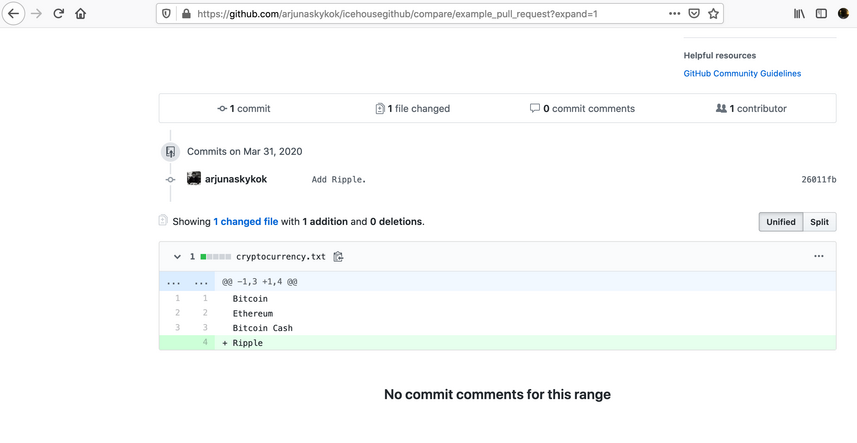 https://github.com/arjunaskykok/icehousegithub/compare/example_pull_request?expand=1
Helpful resources
GitHub Community Guidelines
1 commit 1 file changed 0 commit comments 1 contributor
Commits on Mar 31, 2020
arjunaskykok Add Ripple. 26011fb
Showing 1 changed file with 1 addition and 0 deletions. Unified Split
1 cryptocurrency.txt
... ... @@ -1,3 +1,4 @@
1 1 Bitcoin
2 2 Ethereum
3 3 Bitcoin Cash
4 + Ripple
No commit comments for this range